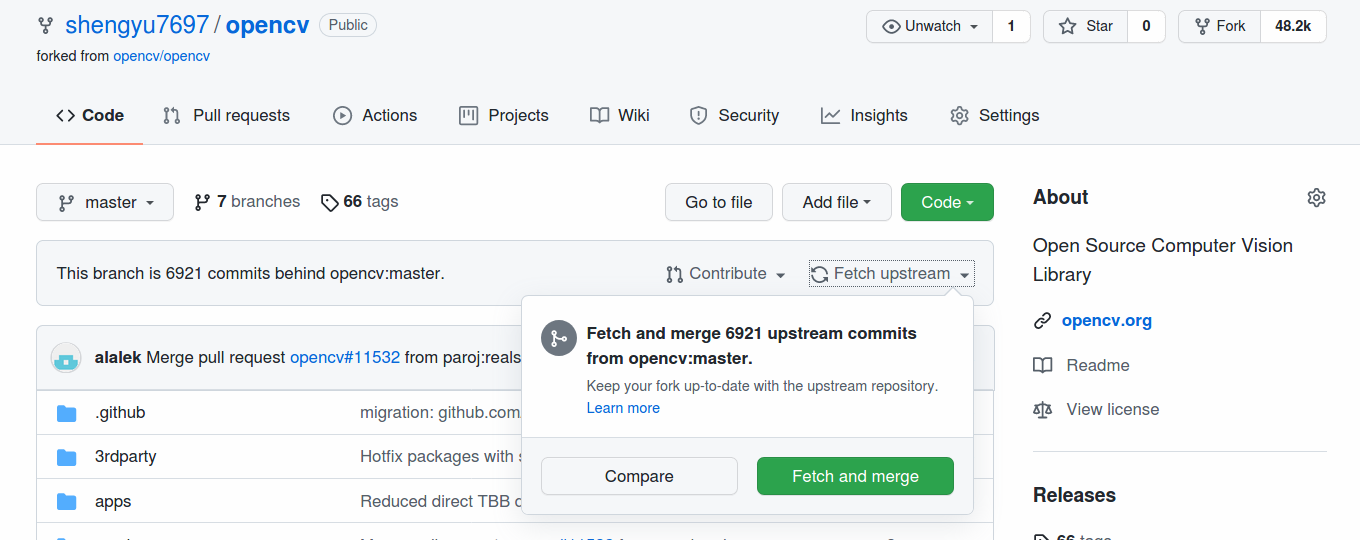 shengyu7697 / opencv Public Unwatch 1 Star 0 Fork 48.2k
forked from opencv/opencv
Code Pull requests Actions Projects Wiki Security Insights Settings
master 7 branches 66 tags Go to file Add file Code
About
Open Source Computer Vision
Library
opencv.org
Readme
View license
Releases
66 tags
This branch is 6921 commits behind opencv:master. Contribute Fetch upstream
Fetch and merge 6921 upstream commits
from opencv:master.
Keep your fork up-to-date with the upstream repository.
Learn more
Compare Fetch and merge
alalek Merge pull request opencv#11532 from paroj:reals
.github migration: github.com
3rdparty Hotfix packages with
apps Reduced direct TBB